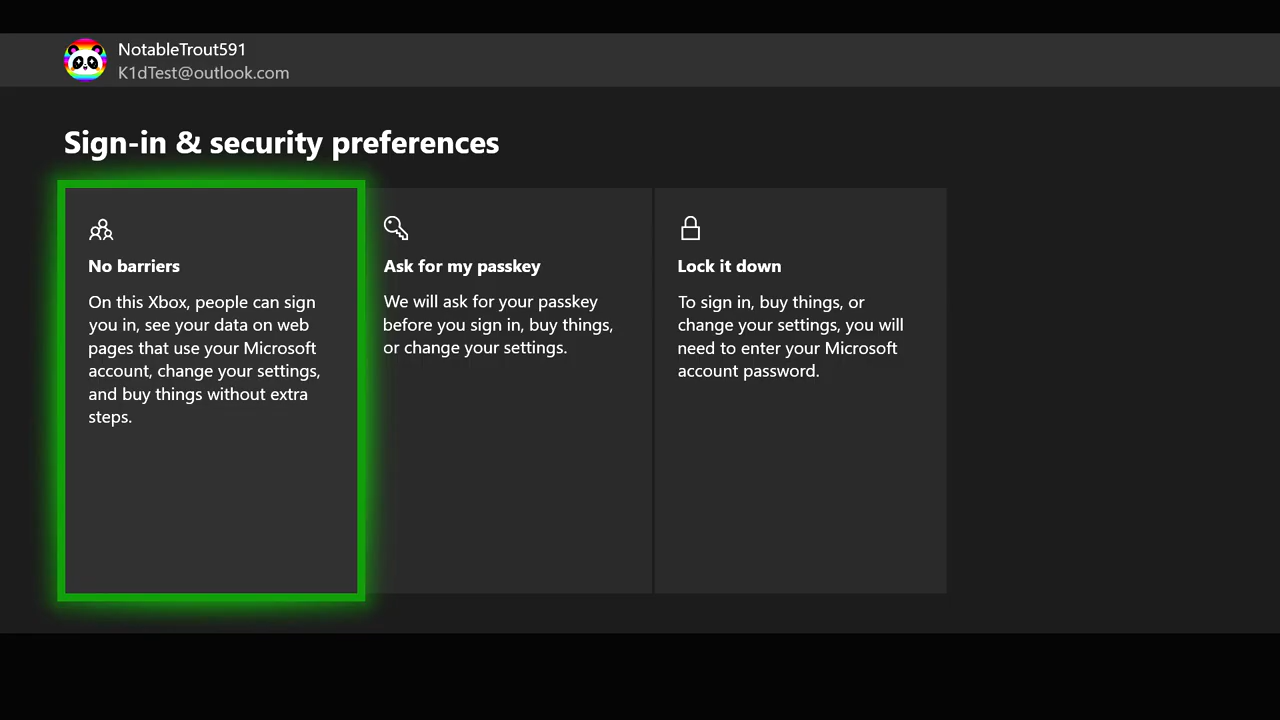 NotableTrout591
K1dTest@outlook.com
Sign-in & security preferences
No barriers
On this Xbox, people can sign
you in, see your data on web
pages that use your Microsoft
account, change your settings,
and buy things without extra
steps.
Ask for my passkey
We will ask for your passkey
before you sign in, buy things,
or change your settings.
Lock it down
To sign in, buy things, or
change your settings, you will
need to enter your Microsoft
account password.